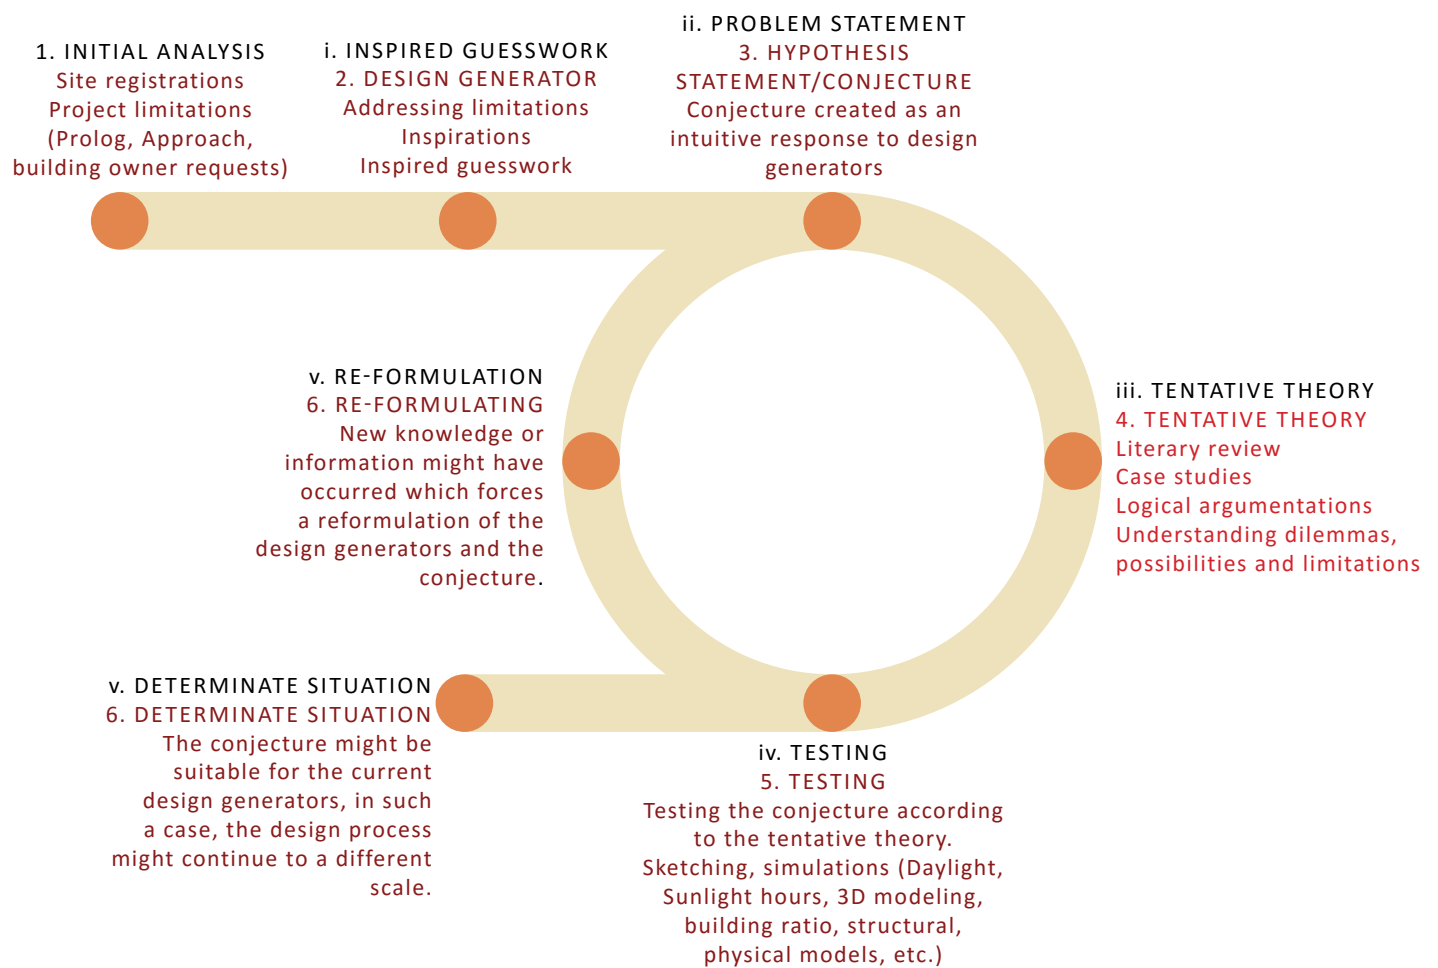 1. INITIAL ANALYSIS
Site registrations
Project limitations
(Prolog, Approach,
building owner requests)
i. INSPIRED GUESSWORK
2. DESIGN GENERATOR
Addressing limitations
Inspirations
Inspired guesswork
ii. PROBLEM STATEMENT
3. HYPOTHESIS
STATEMENT/CONJECTURE
Conjecture created as an
intuitive response to design
generators
iii. TENTATIVE THEORY
4. TENTATIVE THEORY
Literary review
Case studies
Logical argumentations
Understanding dilemmas,
possibilities and limitations
iv. TESTING
5. TESTING
Testing the conjecture according
to the tentative theory.
Sketching, simulations (Daylight,
Sunlight hours, 3D modeling,
building ratio, structural,
physical models, etc.)
v. RE-FORMULATION
6. RE-FORMULATING
New knowledge or
information might have
occurred which forces
a reformulation of the
design generators and the
conjecture.
v. DETERMINATE SITUATION
6. DETERMINATE SITUATION
The conjecture might be
suitable for the current
design generators, in such
a case, the design process
might continue to a different
scale.